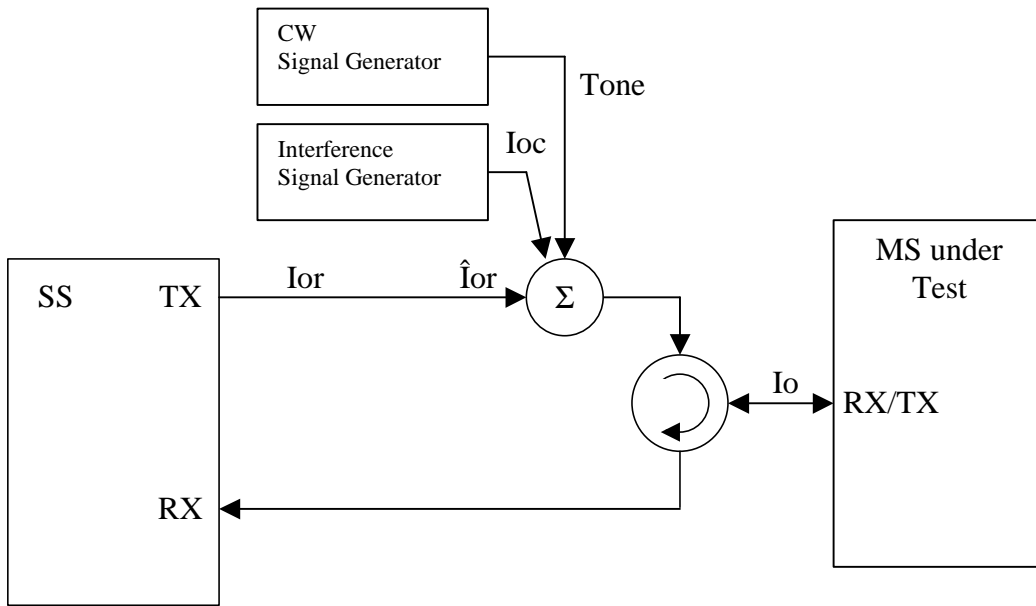 CW
Signal Generator
Tone
Interference
Signal Generator
Ioc
MS under
Test
SS
TX
Ior
Îor
Σ
Io
RX/TX
RX